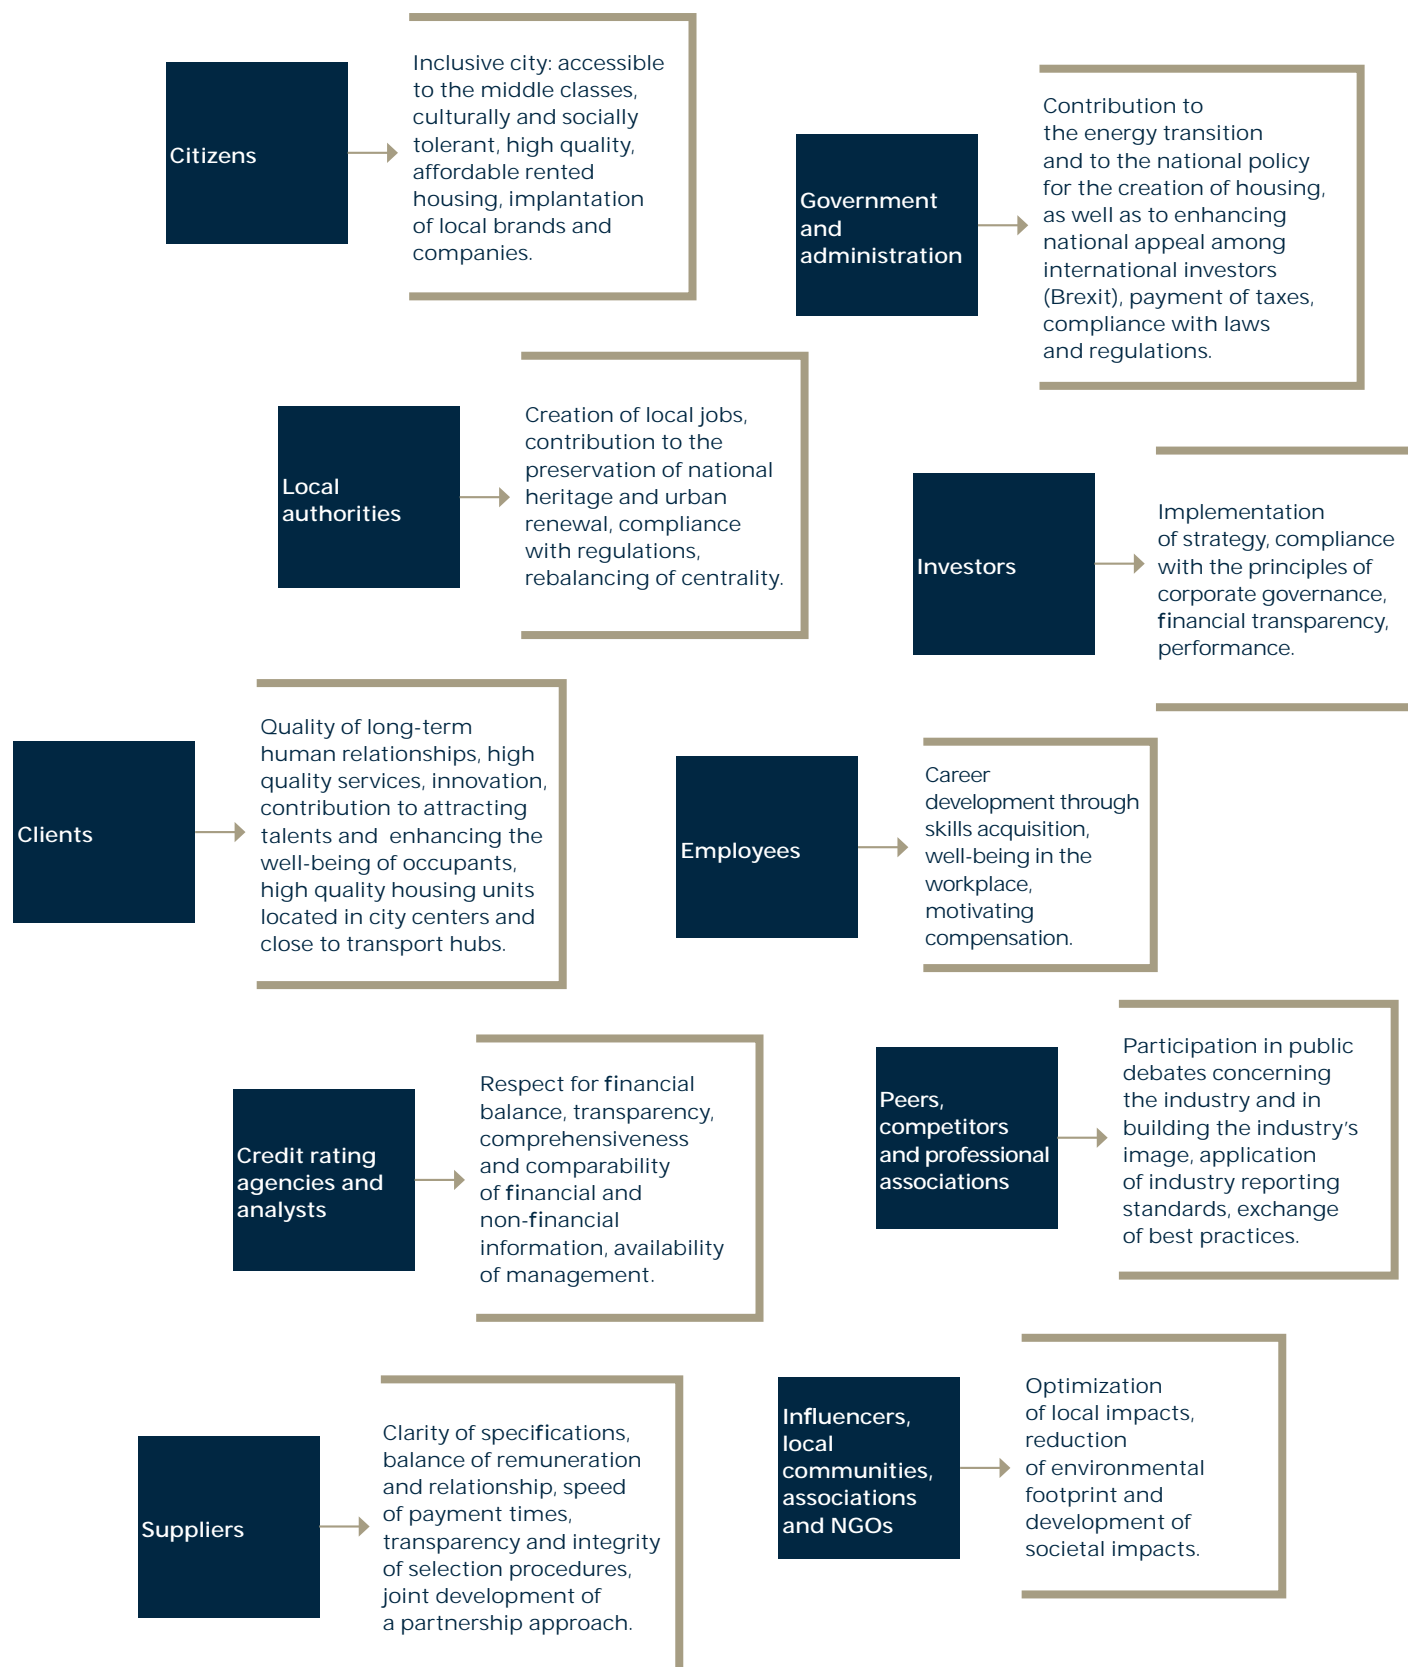 Citizens
Inclusive city: accessible
to the middle classes,
culturally and socially
tolerant, high quality,
affordable rented
housing, implantation
of local brands and
companies.
Government
and
administration
Contribution to
the energy transition
and to the national policy
for the creation of housing,
as well as to enhancing
national appeal among
international investors
(Brexit), payment of taxes,
compliance with laws
and regulations.
Local
authorities
Creation of local jobs,
contribution to the
preservation of national
heritage and urban
renewal, compliance
with regulations,
rebalancing of centrality.
Investors
Implementation
of strategy, compliance
with the principles of
corporate governance,
financial transparency,
performance.
Clients
Quality of long-term
human relationships, high
quality services, innovation,
contribution to attracting
talents and enhancing the
well-being of occupants,
high quality housing units
located in city centers and
close to transport hubs.
Employees
Career
development through
skills acquisition,
well-being in the
workplace,
motivating
compensation.
Credit rating
agencies and
analysts
Respect for financial
balance, transparency,
comprehensiveness
and comparability
of financial and
non-financial
information, availability
of management.
Peers,
competitors
and professional
associations
Participation in public
debates concerning
the industry and in
building the industry’s
image, application
of industry reporting
standards, exchange
of best practices.
Suppliers
Clarity of specifications,
balance of remuneration
and relationship, speed
of payment times,
transparency and integrity
of selection procedures,
joint development of
a partnership approach.
Influencers,
local
communities,
associations
and NGOs
Optimization
of local impacts,
reduction
of environmental
footprint and
development of
societal impacts.